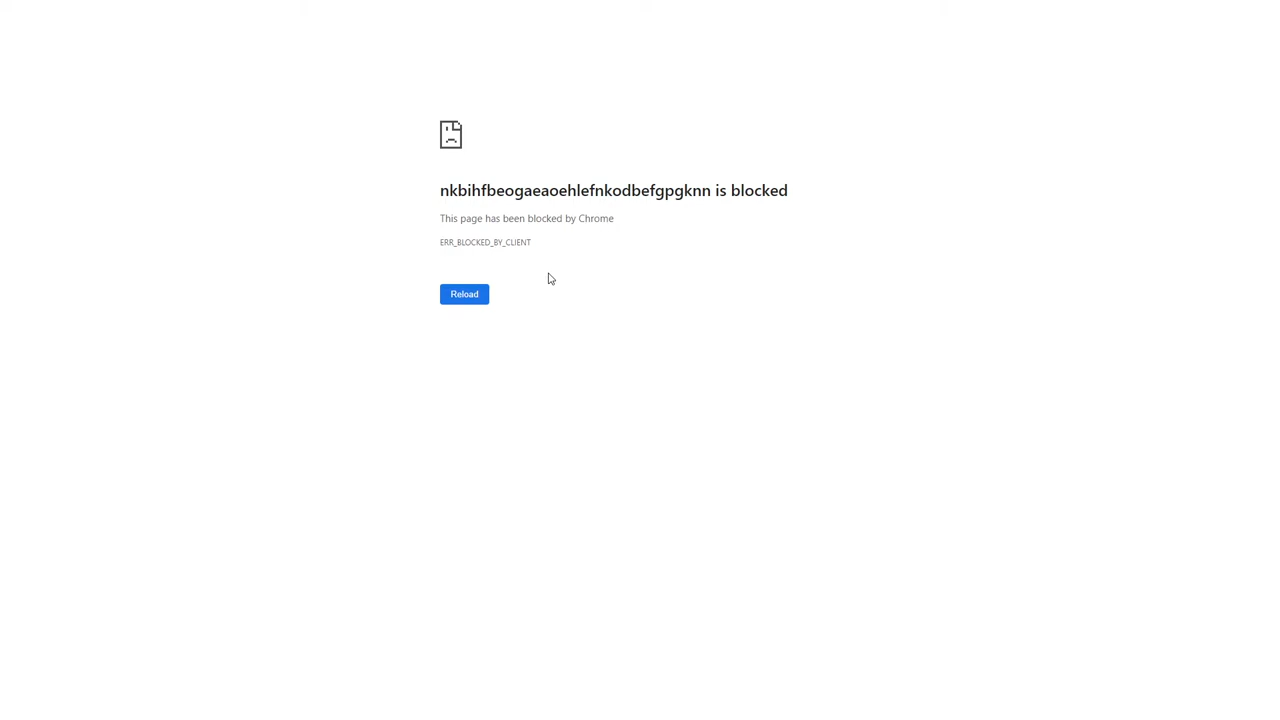 nkbihfbeogaeaoehlefnkodbefgpgknn is blocked
This page has been blocked by Chrome
ERR_BLOCKED_BY_CLIENT
Reload